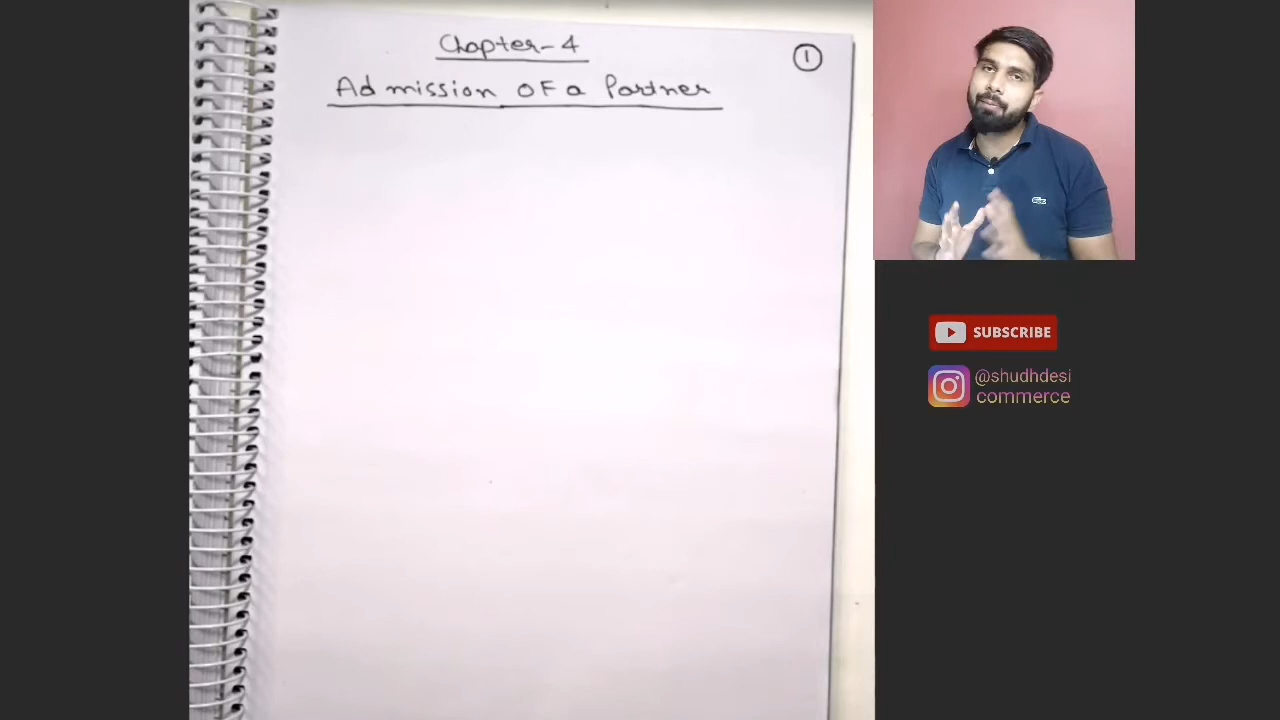 Chapter-4
①
Admission OF a Partner
SUBSCRIBE
@shudhdesi
commerce